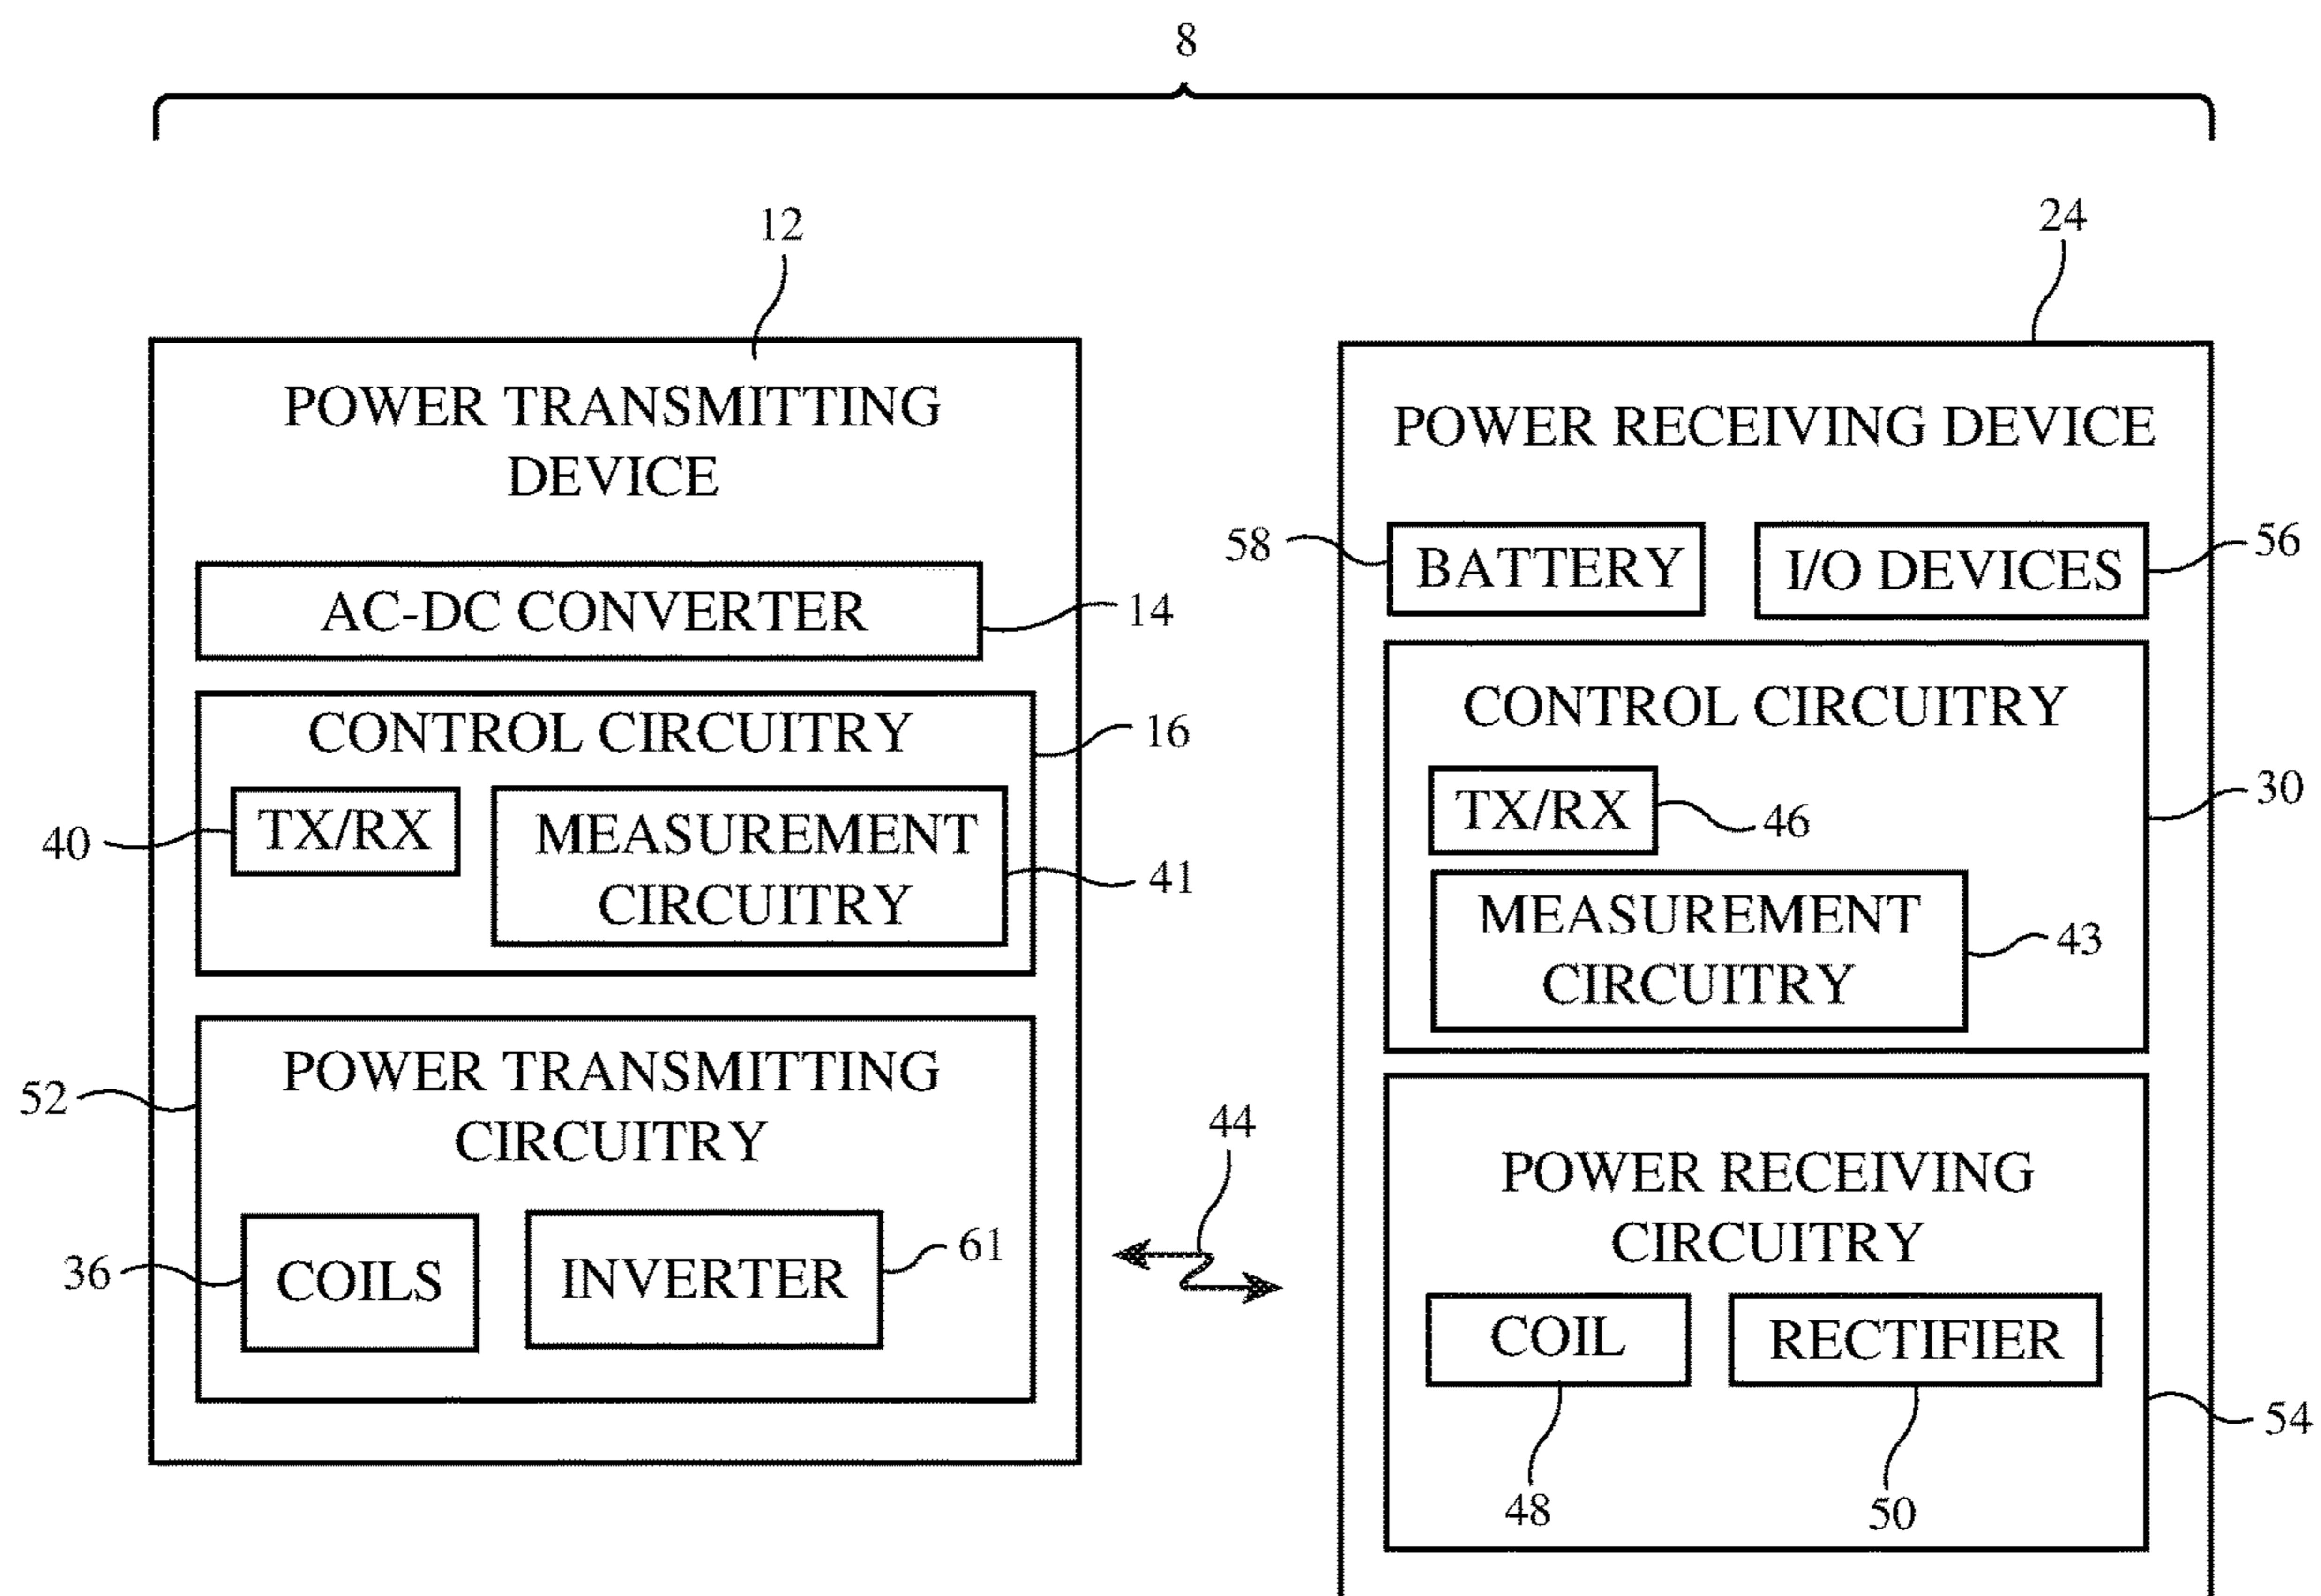 8
12
24
POWER TRANSMITTING
DEVICE
AC-DC CONVERTER
14
CONTROL CIRCUITRY
16
TX/RX
40
MEASUREMENT
CIRCUITRY
41
POWER TRANSMITTING
CIRCUITRY
52
COILS
36
INVERTER
61
44
POWER RECEIVING DEVICE
58
BATTERY
I/O DEVICES
56
CONTROL CIRCUITRY
30
TX/RX
46
MEASUREMENT
CIRCUITRY
43
POWER RECEIVING
CIRCUITRY
COIL
RECTIFIER
54
48
50